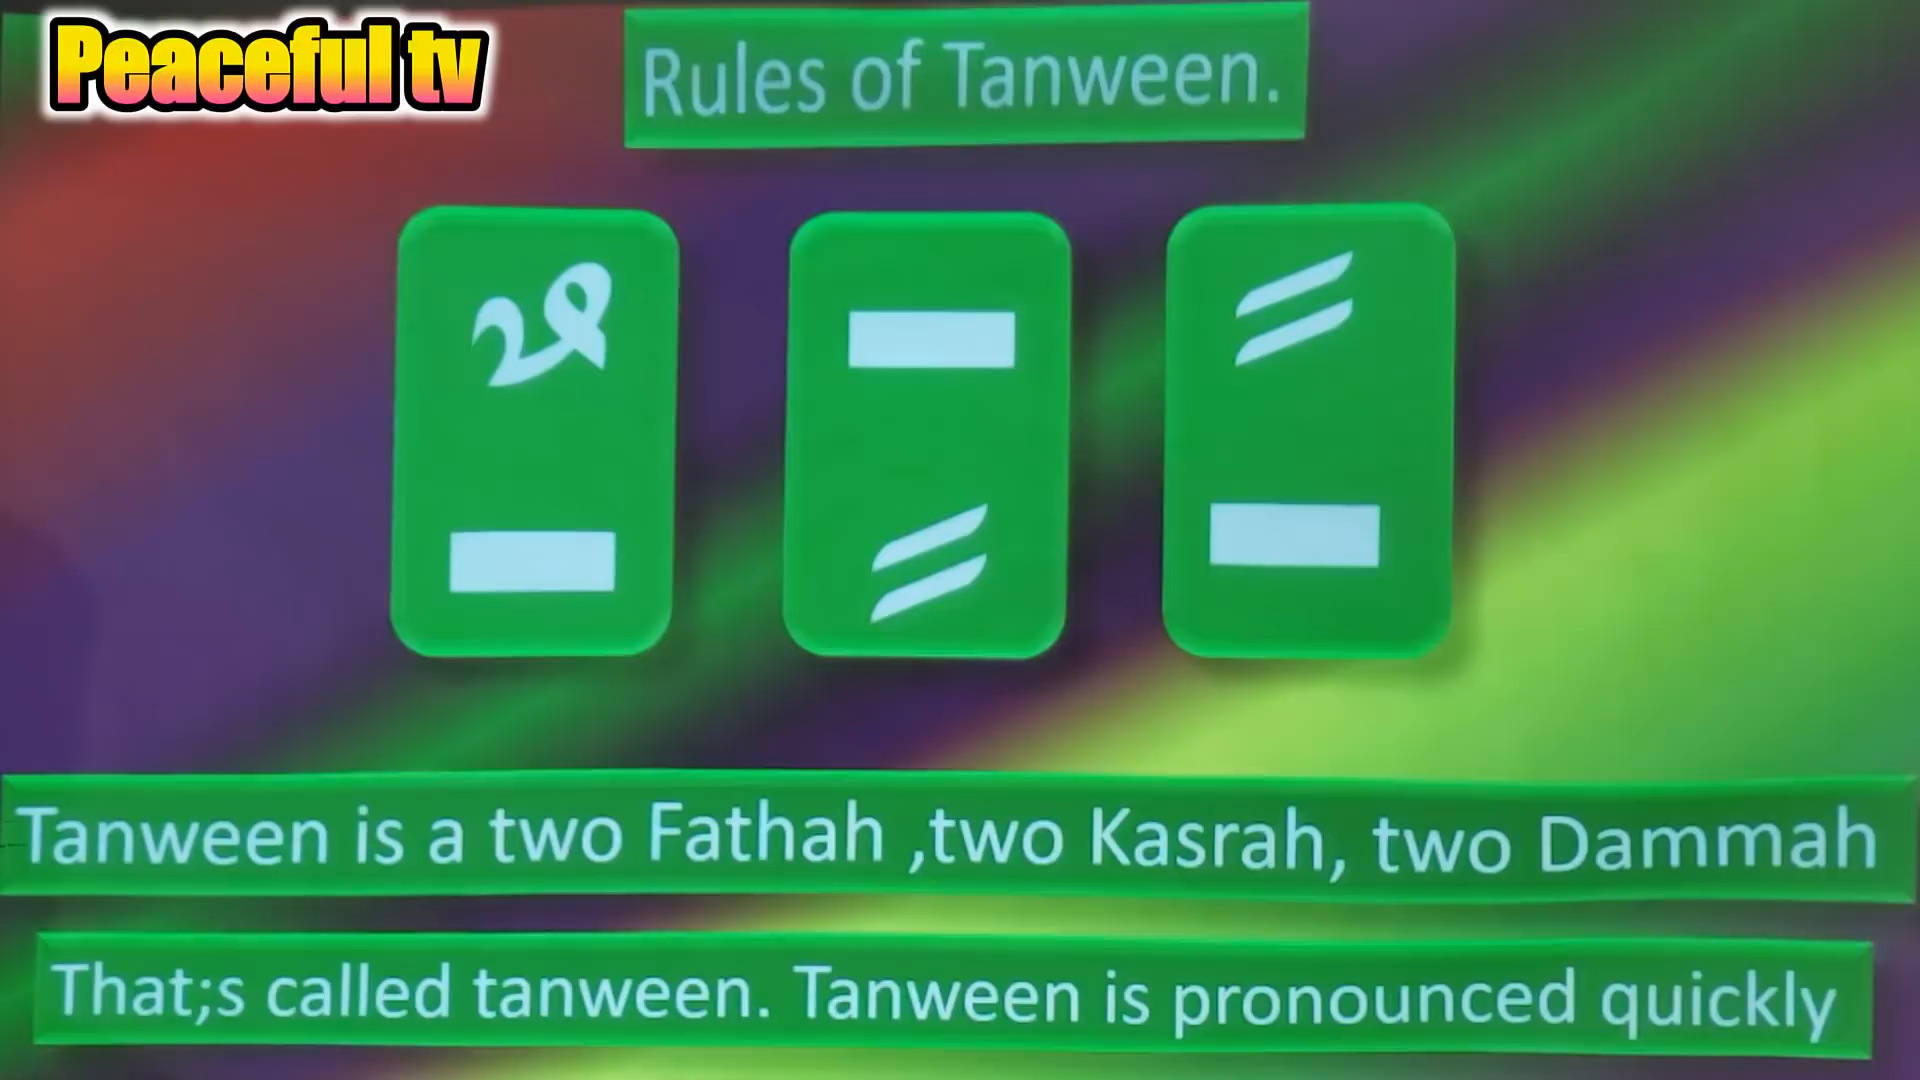 Peaceful tv
Rules of Tanween.
Tanween is a two Fathah ,two Kasrah, two Dammah
That;s called tanween. Tanween is pronounced quickly